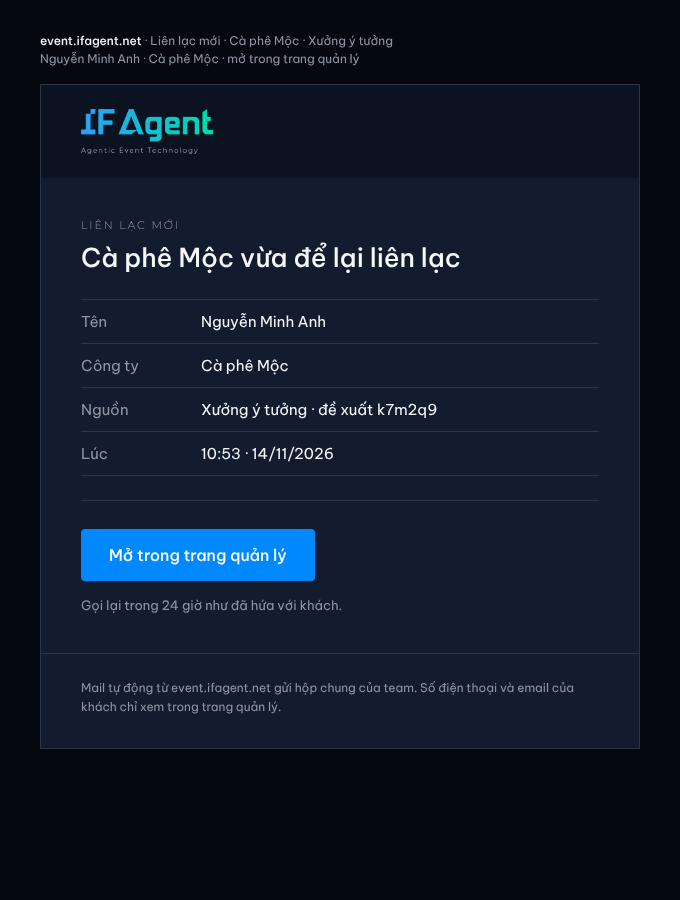 event.ifagent.net · Liên lạc mới · Cà phê Mộc · Xưởng ý tưởng
Nguyễn Minh Anh · Cà phê Mộc · mở trong trang quản lý
IF Agent
Agentic Event Technology
LIÊN LẠC MỚI
Cà phê Mộc vừa để lại liên lạc
Tên Nguyễn Minh Anh
Công ty Cà phê Mộc
Nguồn Xưởng ý tưởng · đề xuất k7m2q9
Lúc 10:53 · 14/11/2026
Mở trong trang quản lý
Gọi lại trong 24 giờ như đã hứa với khách.
Mail tự động từ event.ifagent.net gửi hộp chung của team. Số điện thoại và email của
khách chỉ xem trong trang quản lý.